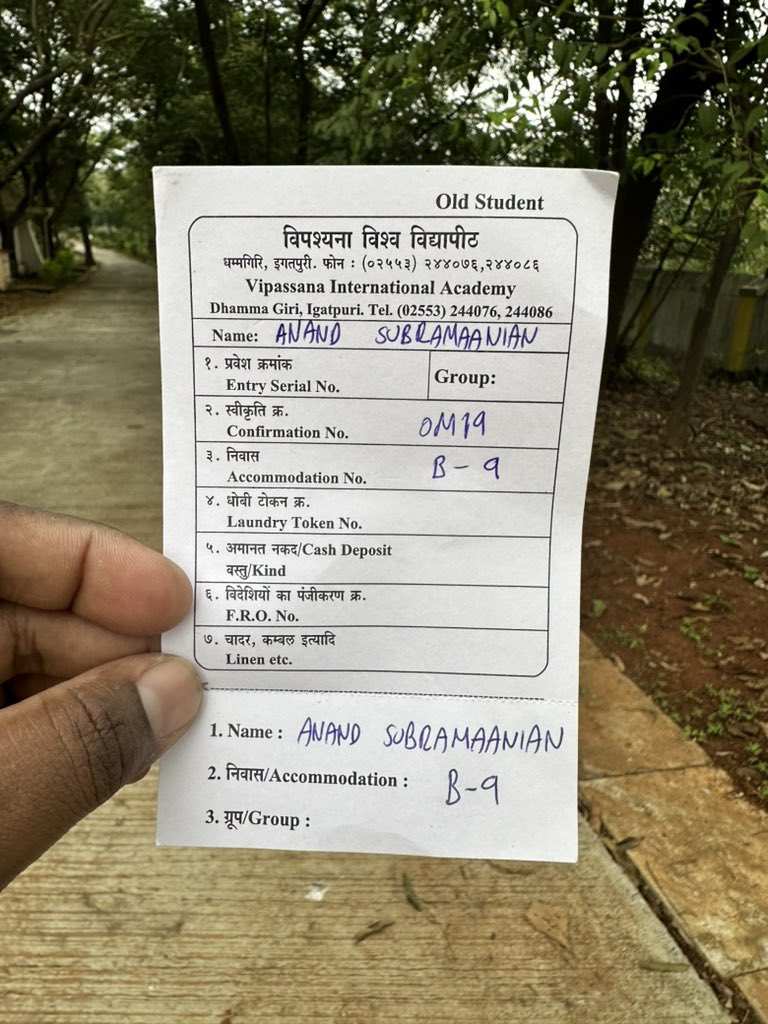 Old Student
विपश्यना विश्व विद्यापीठ
धम्मगिरि, इगतपुरी. फोन : (०२५५३) २४४०७६,२४४०८६
Vipassana International Academy
Dhamma Giri, Igatpuri. Tel. (02553) 244076, 244086
Name: ANAND SUBRAMAANIAN
१. प्रवेश क्रमांक
Entry Serial No.
Group:
२. स्वीकृति क्र.
Confirmation No. OM19
३. निवास
Accommodation No. B-9
४. धोबी टोकन क्र.
Laundry Token No.
५. अमानत नकद/Cash Deposit
वस्तु/Kind
६. विदेशियों का पंजीकरण क्र.
F.R.O. No.
७. चादर, कम्बल इत्यादि
Linen etc.
1. Name : ANAND SUBRAMAANIAN
2. निवास/Accommodation : B-9
3. ग्रूप/Group :